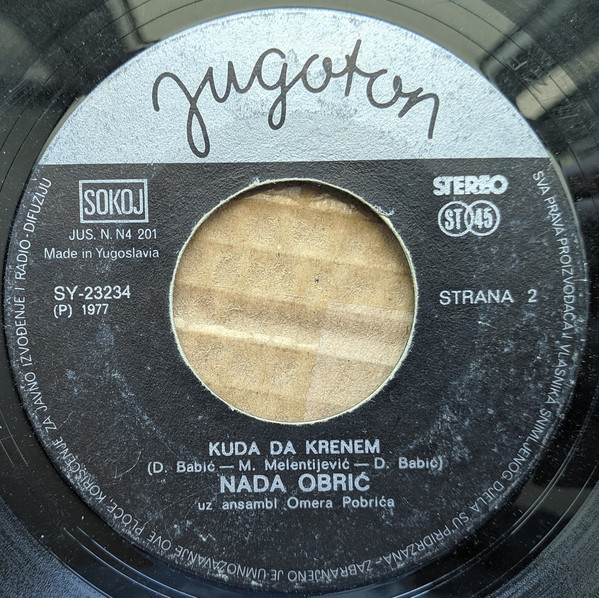 Jugoton
SOKOJ
JUS. N. N4 201
Made in Yugoslavia
SY-23234
(P) 1977
STEREO
ST 45
STRANA 2
KUDA DA KRENEM
(D. Babić — M. Melentijević — D. Babić)
NADA OBRIĆ
uz ansambl Omera Pobrića
SVA PRAVA PROIZVOĐAČA I VLASNIKA SNIMLJENOG DJELA SU PRIDRŽANA - ZABRANJENO JE UMNOŽAVANJE OVE PLOČE, KORIŠĆENJE ZA JAVNO IZVOĐENJE I RADIO-DIFUZIJU